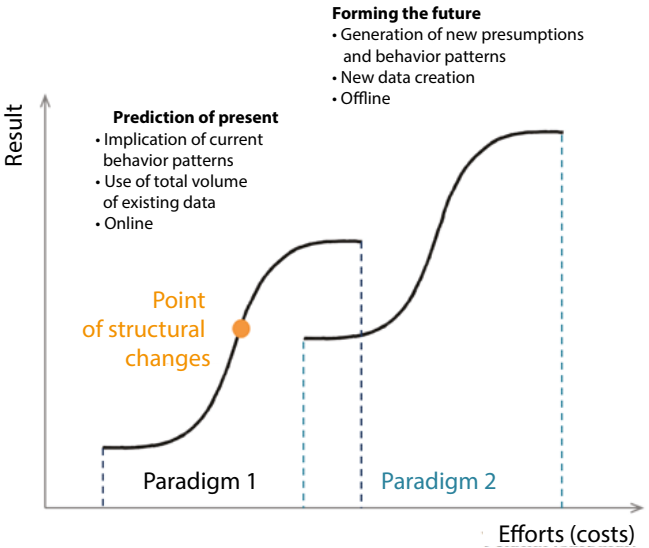 Forming the future
• Generation of new presumptions
and behavior patterns
• New data creation
• Offline
Prediction of present
• Implication of current
behavior patterns
• Use of total volume
of existing data
• Online
Result
Point
of structural
changes
Paradigm 1
Paradigm 2
Efforts (costs)